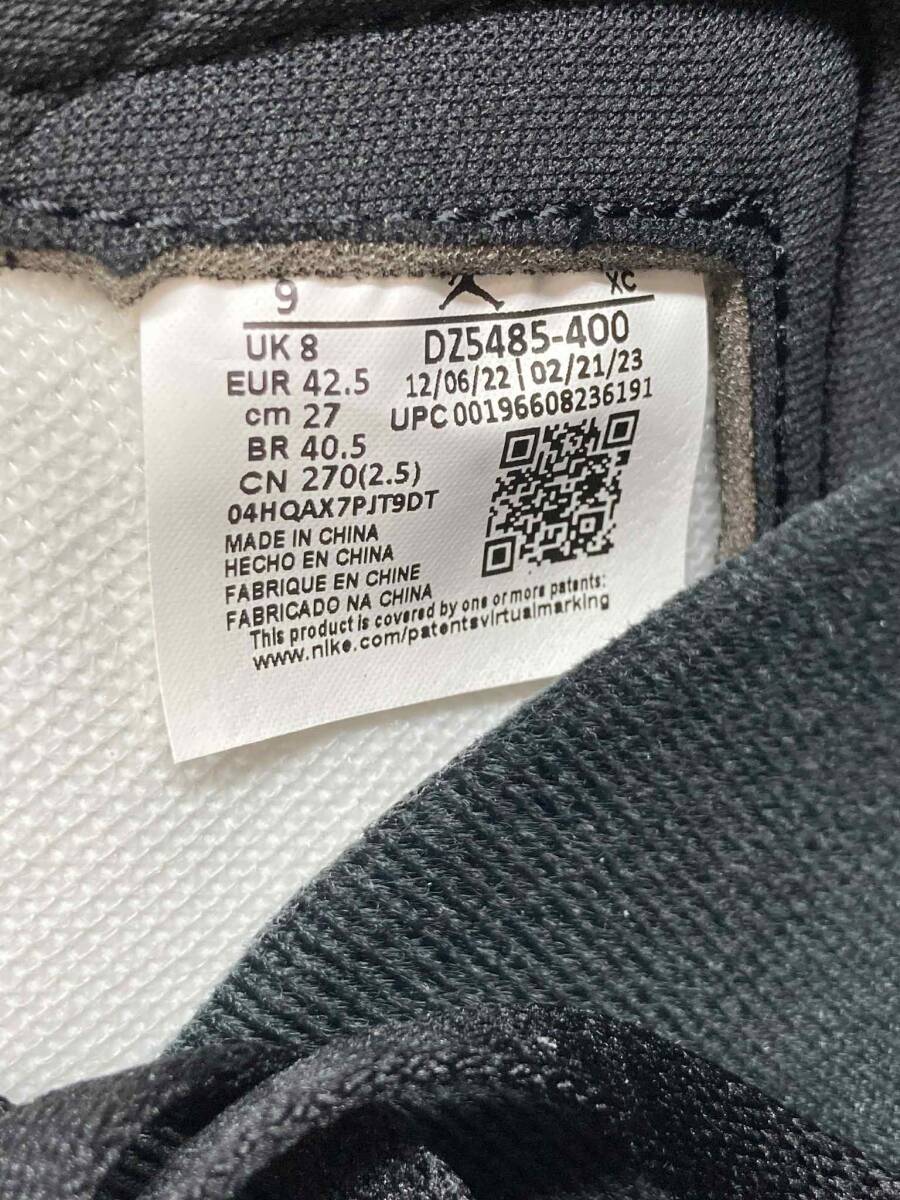 9 XC
UK 8 DZ5485-400
EUR 42.5 12/06/22 \ 02/21/23
cm 27 UPC 00196608236191
BR 40.5
CN 270(2.5)
04HQAX7PJT9DT
MADE IN CHINA
HECHO EN CHINA
FABRIQUE EN CHINE
FABRICADO NA CHINA
This product is covered by one or more patents:
www.nike.com/patentsvirtualmarking